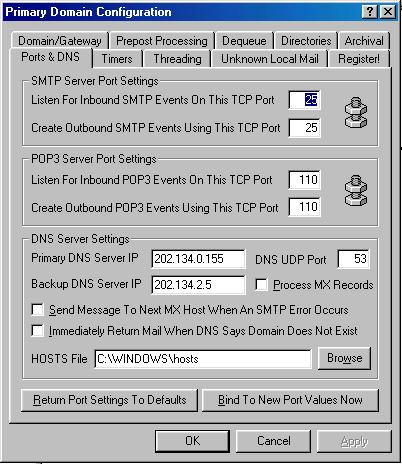 Primary Domain Configuration
Domain/Gateway Prepost Processing Dequeue Directories Archival
Ports & DNS Timers Threading Unknown Local Mail Register!
SMTP Server Port Settings
Listen For Inbound SMTP Events On This TCP Port 25
Create Outbound SMTP Events Using This TCP Port 25
POP3 Server Port Settings
Listen For Inbound POP3 Events On This TCP Port 110
Create Outbound POP3 Events Using This TCP Port 110
DNS Server Settings
Primary DNS Server IP 202.134.0.155 DNS UDP Port 53
Backup DNS Server IP 202.134.2.5 Process MX Records
Send Message To Next MX Host When An SMTP Error Occurs
Immediately Return Mail When DNS Says Domain Does Not Exist
HOSTS File C:\WINDOWS\hosts Browse
Return Port Settings To Defaults Bind To New Port Values Now
OK Cancel Apply